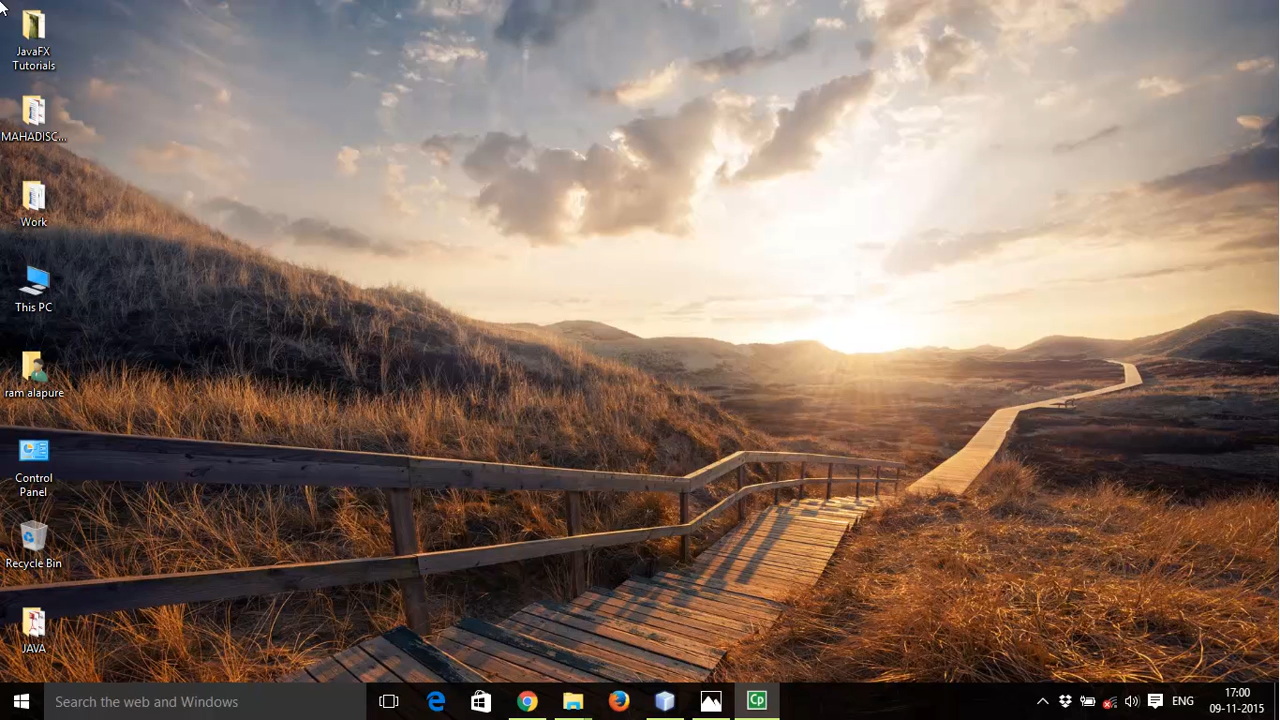 JavaFX
Tutorials
MAHADISC...
Work
This PC
ram alapure
Control
Panel
Recycle Bin
JAVA
Search the web and Windows
Cp
ENG
17:00
09-11-2015